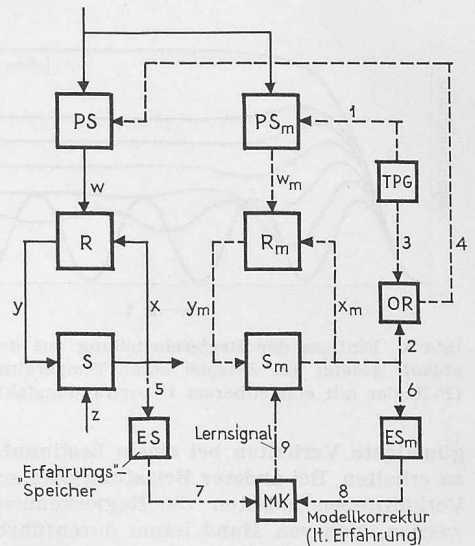 PS
PSm
1
TPG
w
wm
3
4
R
Rm
OR
y
x
ym
xm
2
S
Sm
5
6
z
ES
Lernsignal
9
ESm
"Erfahrungs-"
Speicher
7
MK
8
Modellkorrektur
(lt. Erfahrung)